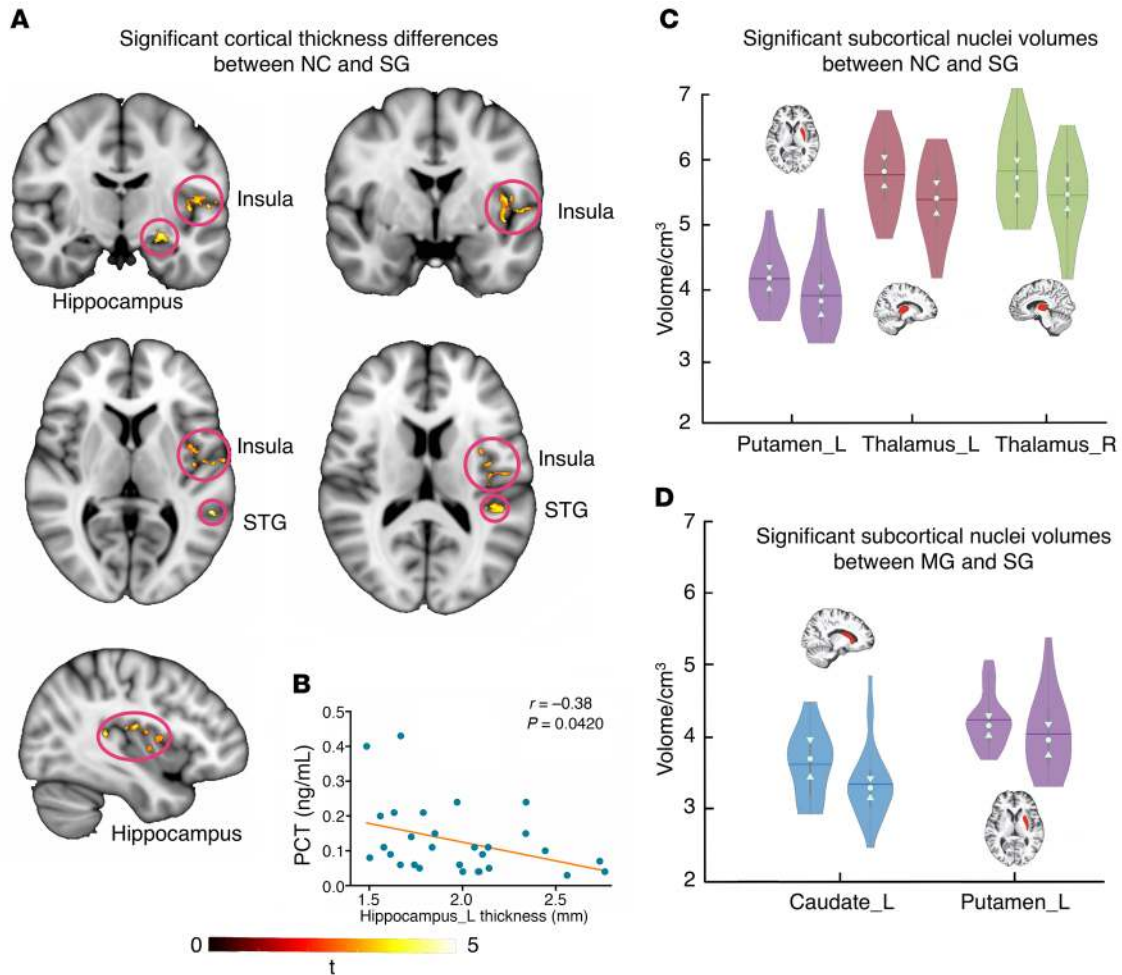 A
Significant cortical thickness differences
between NC and SG
Insula
Hippocampus
Insula
Insula
STG
Insula
STG
Hippocampus
B
r = –0.38
P = 0.0420
PCT (ng/mL)
0.5
0.4
0.3
0.2
0.1
0.0
1.5 2.0 2.5
Hippocampus_L thickness (mm)
0 5
t
C
Significant subcortical nuclei volumes
between NC and SG
Volume/cm³
7
6
5
4
3
2
Putamen_L Thalamus_L Thalamus_R
D
Significant subcortical nuclei volumes
between MG and SG
Volume/cm³
7
6
5
4
3
2
Caudate_L Putamen_L